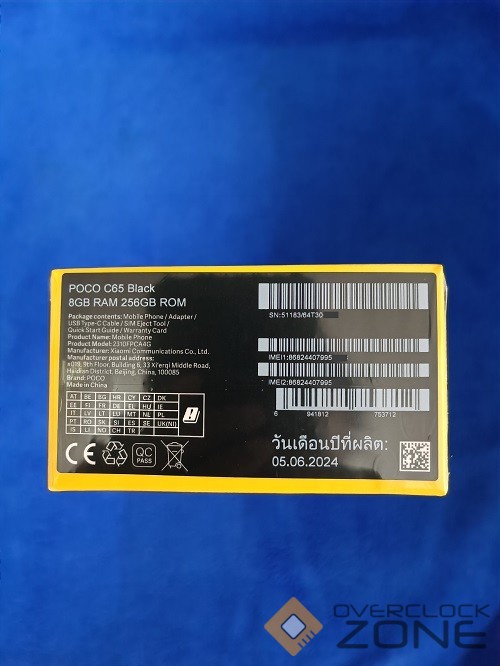 POCO C65 Black
8GB RAM 256GB ROM
Package contents: Mobile Phone / Adapter /
USB Type-C Cable / SIM Eject Tool /
Quick Start Guide / Warranty Card
Product Name: Mobile Phone
Product Model: 2310FPCA4G
Manufacturer: Xiaomi Communications Co., Ltd.
Manufacturer postal address:
#019, 9th Floor, Building 6, 33 Xi'erqi Middle Road,
Haidian District, Beijing, China, 100085
Brand: POCO
Made in China
AT BE BG HR CY CZ DK
EE FI FR DE EL HU IE
IT LV LT LU MT NL PL
PT RO SK SI ES SE UK(NI)
IS LI NO CH TR
CE
QC
PASS
SN:51183/64T30
IMEI1:86824407995
IMEI2:86824407995
6 941812 753712
วันเดือนปีที่ผลิต:
05.06.2024
OVERCLOCK
ZONE